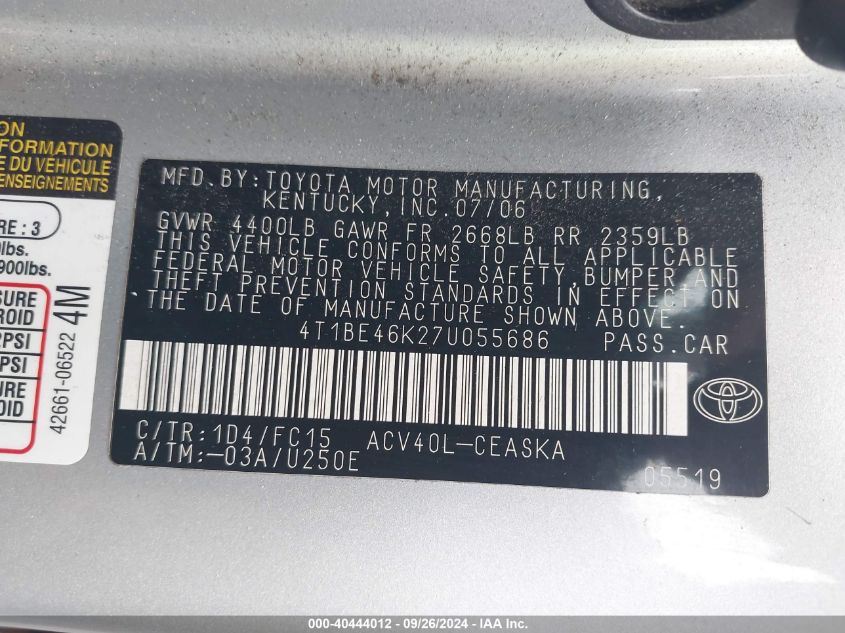 ON
FORMATION
E DU VÉHICULE
ENSEIGNEMENTS
RE : 3
lbs.
900lbs.
SURE
ROID
PSI
PSI
URE
OID
42661-06522 4M
MFD. BY: TOYOTA MOTOR MANUFACTURING,
KENTUCKY, INC. 07/06
GVWR 4400LB GAWR FR 2668LB RR 2359LB
THIS VEHICLE CONFORMS TO ALL APPLICABLE
FEDERAL MOTOR VEHICLE SAFETY, BUMPER, AND
THEFT PREVENTION STANDARDS IN EFFECT ON
THE DATE OF MANUFACTURE SHOWN ABOVE.
4T1BE46K27U055686 PASS. CAR
C/TR: 1D4/FC15 ACV40L-CEASKA
A/TM: -03A/U250E
05519
000-40444012 - 09/26/2024 - IAA Inc.